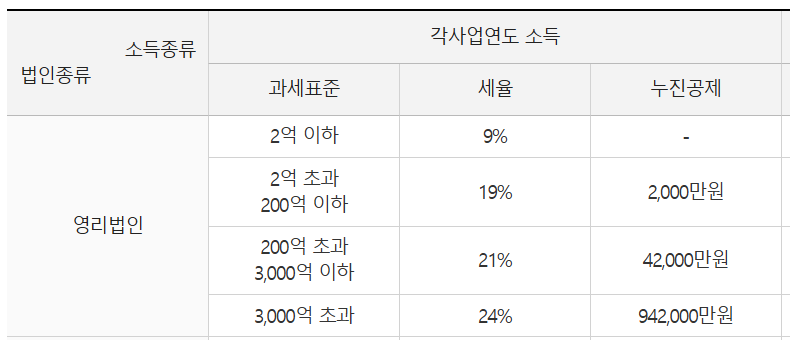 소득종류
법인종류
각사업연도 소득
과세표준 세율 누진공제
영리법인
2억 이하 9% -
2억 초과
200억 이하 19% 2,000만원
200억 초과
3,000억 이하 21% 42,000만원
3,000억 초과 24% 942,000만원